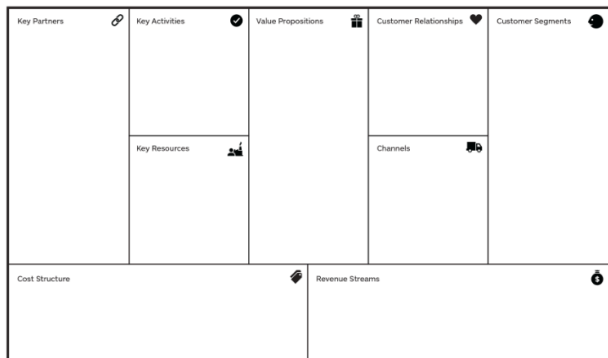 Key Partners
Key Activities
Value Propositions
Customer Relationships
Customer Segments
Key Resources
Channels
Cost Structure
Revenue Streams